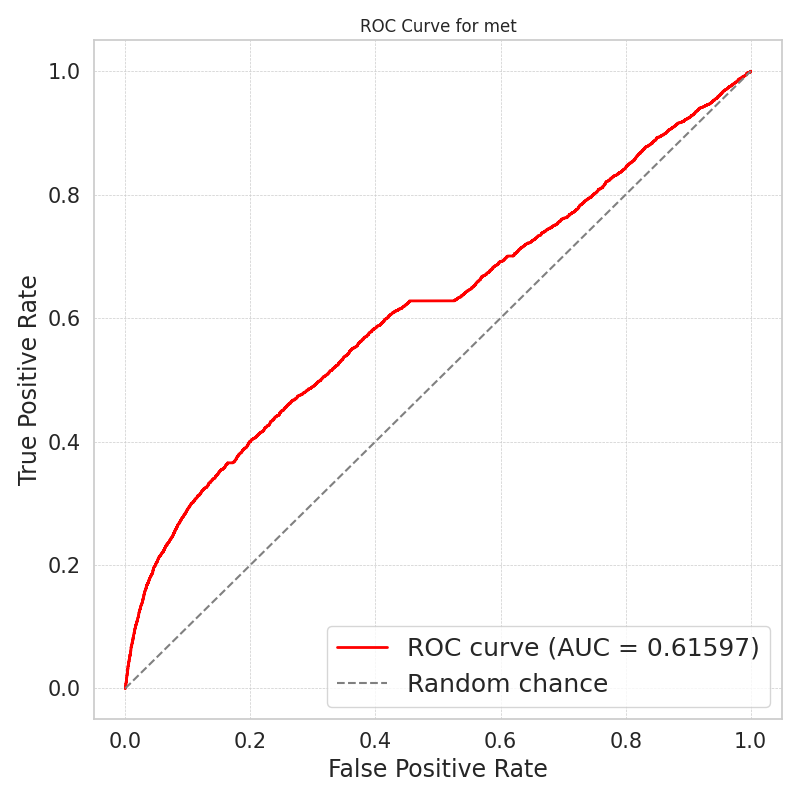 ROC Curve for met
True Positive Rate
1.0
0.8
0.6
0.4
0.2
0.0
ROC curve (AUC = 0.61597)
Random chance
0.0 0.2 0.4 0.6 0.8 1.0
False Positive Rate